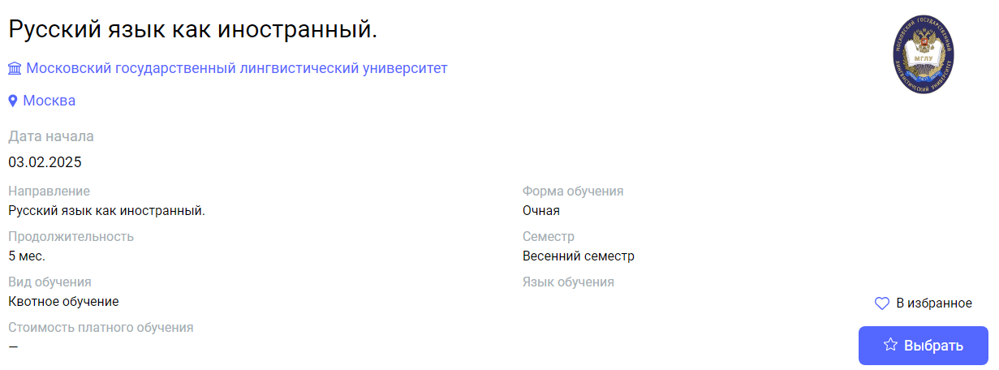 Русский язык как иностранный.
Московский государственный лингвистический университет
Москва
Дата начала
03.02.2025
Направление
Русский язык как иностранный.
Форма обучения
Очная
Продолжительность
5 мес.
Семестр
Весенний семестр
Вид обучения
Квотное обучение
Язык обучения
Стоимость платного обучения
—
В избранное
Выбрать
МОСКОВСКИЙ ГОСУДАРСТВЕННЫЙ
МГЛУ
ЛИНГВИСТИЧЕСКИЙ УНИВЕРСИТЕТ